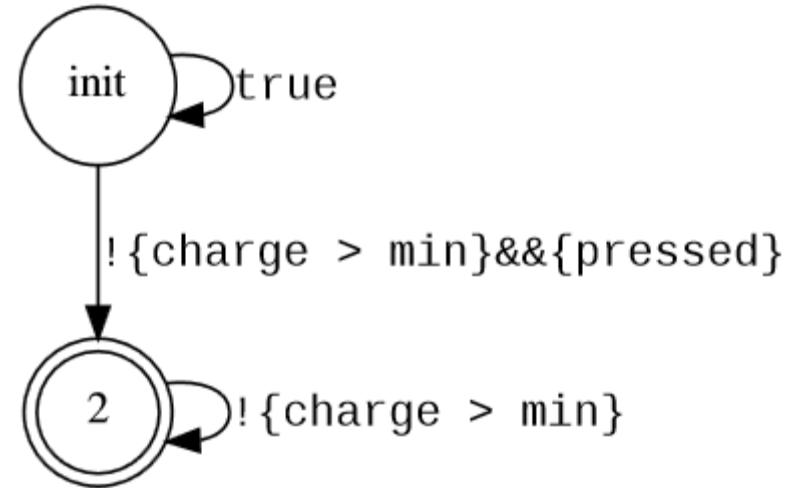 init
true
!{charge > min}&&{pressed}
2
!{charge > min}